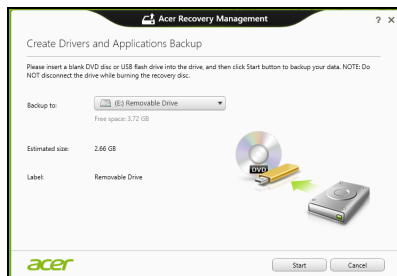 Acer Recovery Management
? X
Create Drivers and Applications Backup
Please insert a blank DVD disc or USB flash drive into the drive, and then click Start button to backup your data. NOTE: Do
NOT disconnect the drive while burning the recovery disc.
Backup to: (E:) Removable Drive
Free space: 3.72 GB
Estimated size: 2.66 GB
Label: Removable Drive
DVD
acer Start Cancel